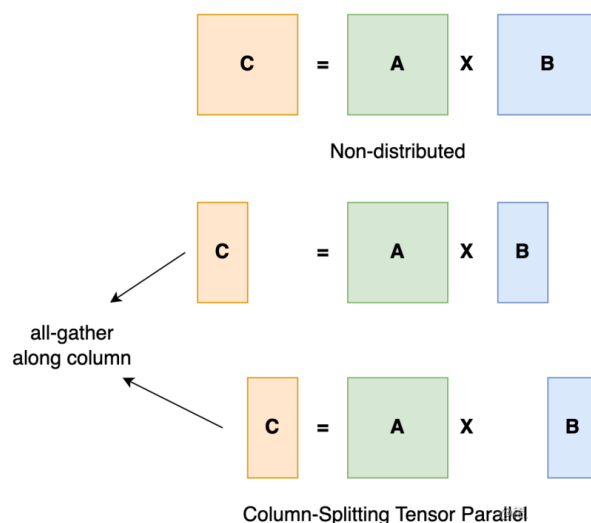 C = A X B
Non-distributed
C = A X B
all-gather
along column
C = A X B
Column-Splitting Tensor Parallel